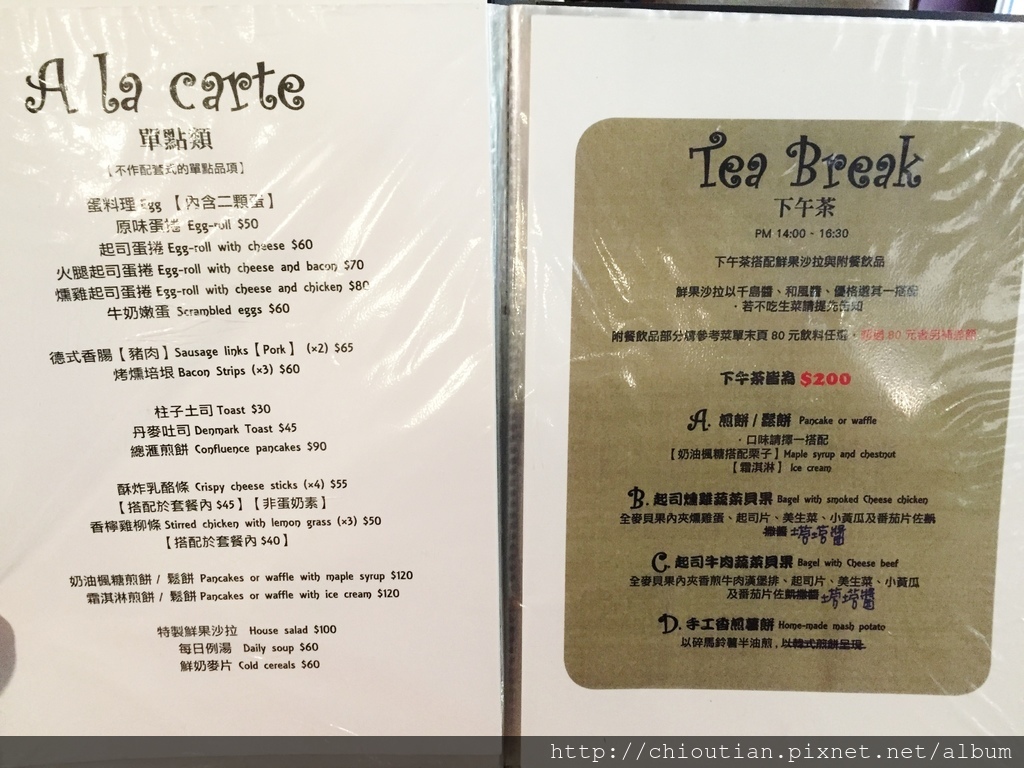 A la carte
單點類
【不作配套式的單點品項】
蛋料理 Egg 【內含二顆蛋】
原味蛋捲 Egg-roll $50
起司蛋捲 Egg-roll with cheese $60
火腿起司蛋捲 Egg-roll with cheese and bacon $70
燻雞起司蛋捲 Egg-roll with cheese and chicken $80
牛奶嫩蛋 Scrambled eggs $60
德式香腸【豬肉】Sausage links【Pork】 (×2) $65
烤燻培根 Bacon Strips (×3) $60
柱子土司 Toast $30
丹麥吐司 Denmark Toast $45
總滙煎餅 Confluence pancakes $90
酥炸乳酪條 Crispy cheese sticks (×4) $55
【搭配於套餐內 $45】【非蛋奶素】
香檸雞柳條 Stirred chicken with lemon grass (×3) $50
【搭配於套餐內 $40】
奶油楓糖煎餅 / 鬆餅 Pancakes or waffle with maple syrup $120
霜淇淋煎餅 / 鬆餅 Pancakes or waffle with ice cream $120
特製鮮果沙拉 House salad $100
每日例湯 Daily soup $60
鮮奶麥片 Cold cereals $60
Tea Break
下午茶
PM 14:00 - 16:30
下午茶搭配鮮果沙拉與附餐飲品
鮮果沙拉以千島醬、和風醬、優格選其一搭配
．若不吃生菜請提先告知
附餐飲品部分請參考菜單末頁 80 元飲料任選，超過 80 元者另補差額
下午茶皆為 $200
A. 煎餅 / 鬆餅 Pancake or waffle
．口味請擇一搭配
【奶油楓糖搭配栗子】Maple syrup and chestnut
【霜淇淋】 Ice cream
B. 起司燻雞蔬菜貝果 Bagel with smoked Cheese chicken
全麥貝果內夾燻雞蛋、起司片、美生菜、小黃瓜及番茄片佐
塔塔醬
C. 起司牛肉蔬菜貝果 Bagel with Cheese beef
全麥貝果內夾香煎牛肉漢堡排、起司片、美生菜、小黃瓜
及番茄片佐 塔塔醬
D. 手工香煎薯餅 Home-made mash potato
以碎馬鈴薯半油煎，以韓式煎餅呈現
http://chioutian.pixnet.net/album